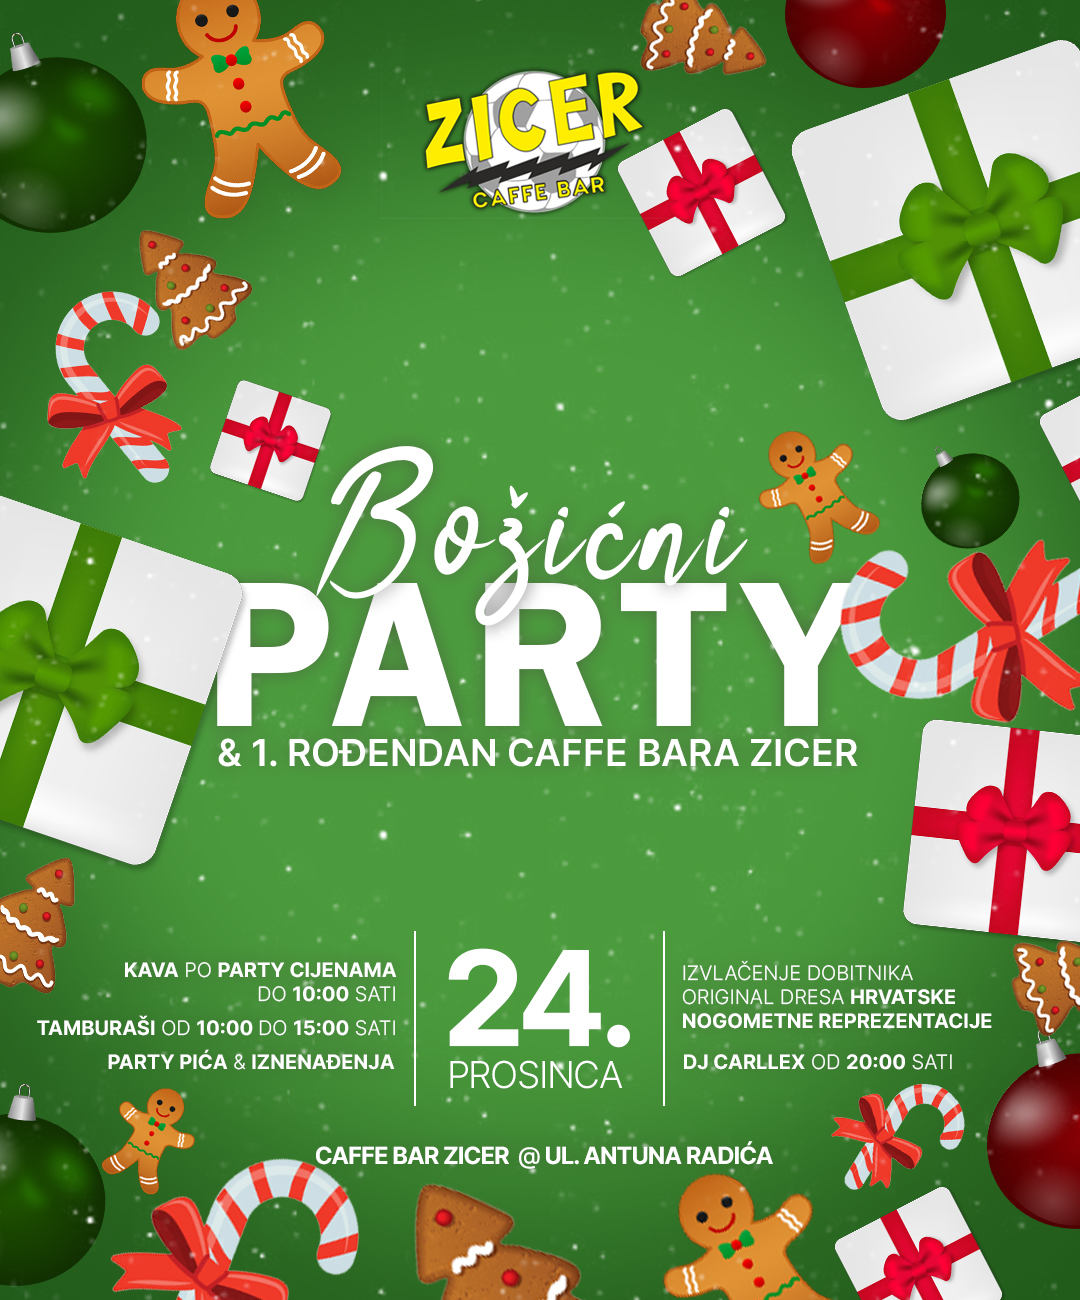 ZICER
CAFFE BAR
Božićni
PARTY
& 1. ROĐENDAN CAFFE BARA ZICER
KAVA PO PARTY CIJENAMA
DO 10:00 SATI
TAMBURAŠI OD 10:00 DO 15:00 SATI
PARTY PIĆA & IZNENAĐENJA
24.
PROSINCA
IZVLAČENJE DOBITNIKA
ORIGINAL DRESA HRVATSKE
NOGOMETNE REPREZENTACIJE
DJ CARLLEX OD 20:00 SATI
CAFFE BAR ZICER @ UL. ANTUNA RADIĆA